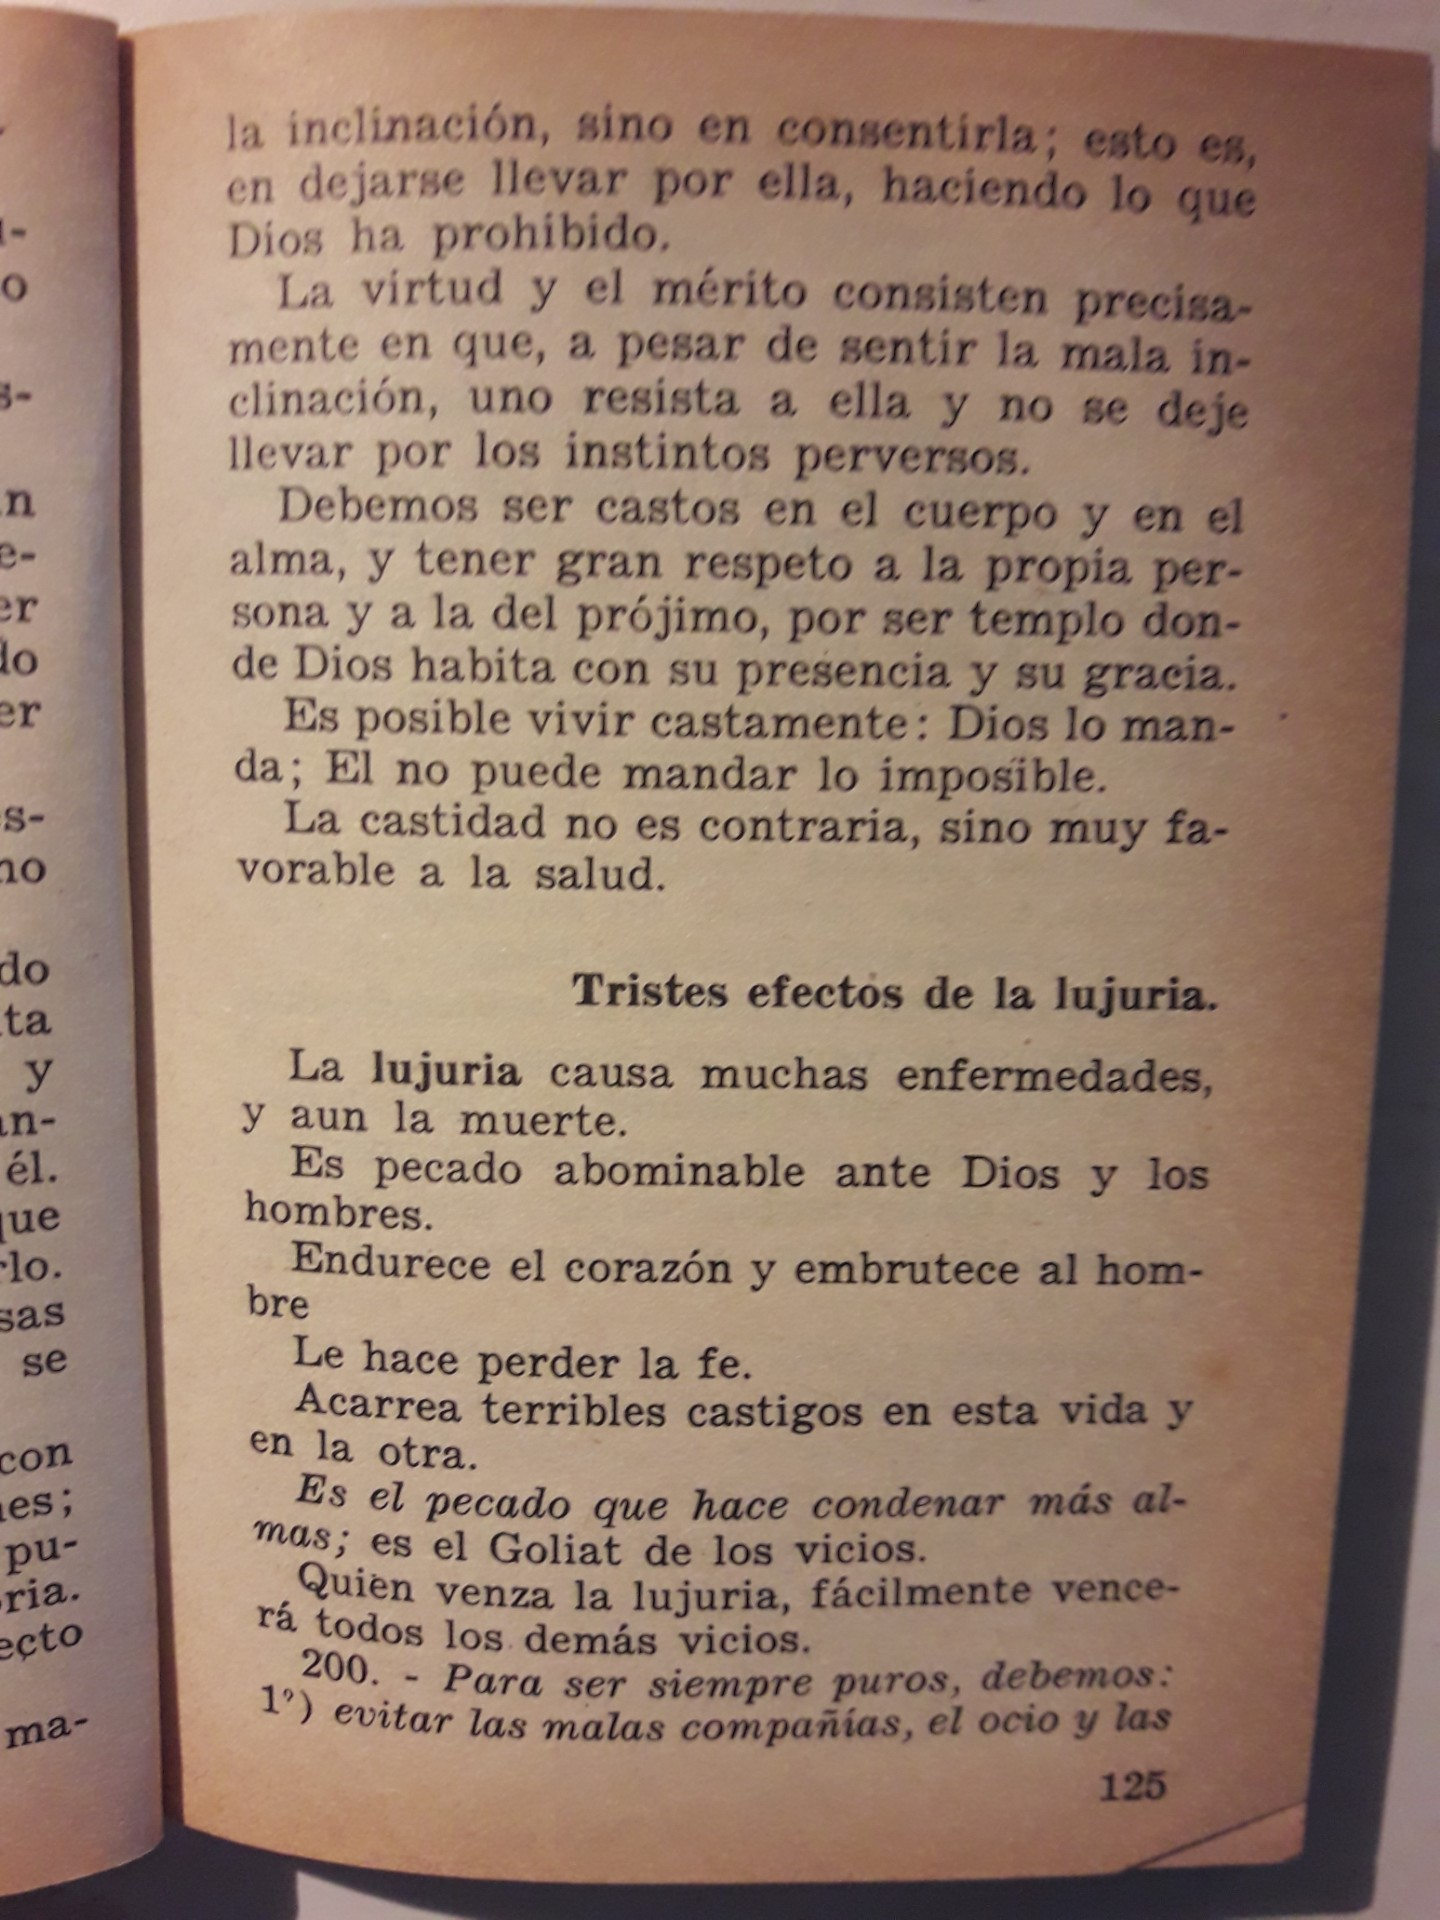 la inclinación, sino en consentirla; esto es,
en dejarse llevar por ella, haciendo lo que
Dios ha prohibido.
La virtud y el mérito consisten precisa-
mente en que, a pesar de sentir la mala in-
clinación, uno resista a ella y no se deje
llevar por los instintos perversos.
Debemos ser castos en el cuerpo y en el
alma, y tener gran respeto a la propia per-
sona y a la del prójimo, por ser templo don-
de Dios habita con su presencia y su gracia.
Es posible vivir castamente: Dios lo man-
da; El no puede mandar lo imposible.
La castidad no es contraria, sino muy fa-
vorable a la salud.
Tristes efectos de la lujuria.
La lujuria causa muchas enfermedades,
y aun la muerte.
Es pecado abominable ante Dios y los
hombres.
Endurece el corazón y embrutece al hom-
bre
Le hace perder la fe.
Acarrea terribles castigos en esta vida y
en la otra.
Es el pecado que hace condenar más al-
mas; es el Goliat de los vicios.
Quien venza la lujuria, fácilmente vence-
rá todos los demás vicios.
200. - Para ser siempre puros, debemos:
1º) evitar las malas compañías, el ocio y las
125